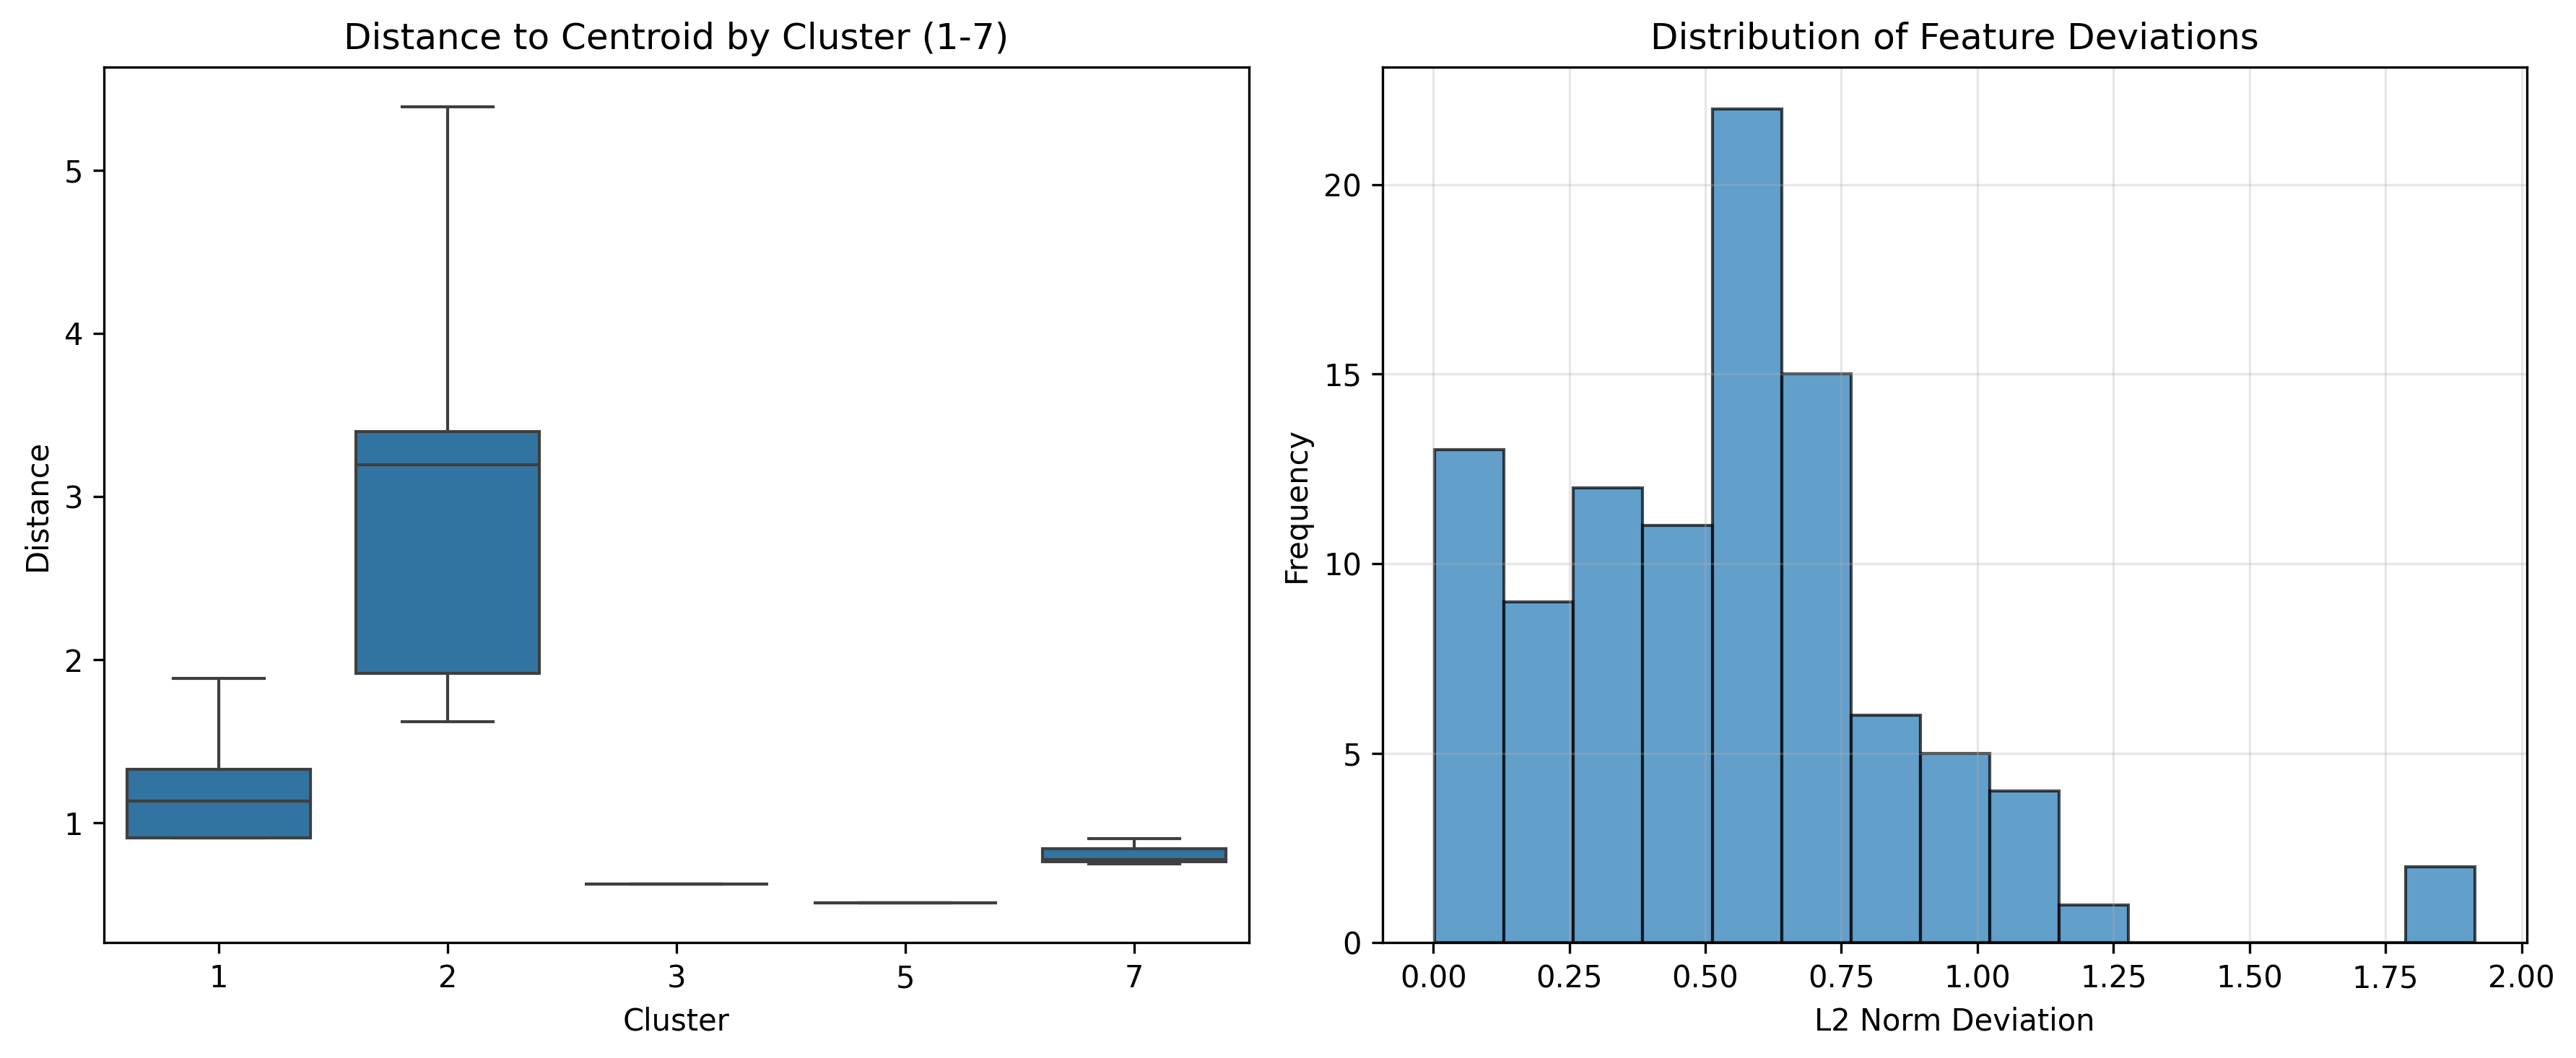 Distance to Centroid by Cluster (1-7)
Distance
5
4
3
2
1
1 2 3 5 7
Cluster
Distribution of Feature Deviations
Frequency
20
15
10
5
0
0.00 0.25 0.50 0.75 1.00 1.25 1.50 1.75 2.00
L2 Norm Deviation